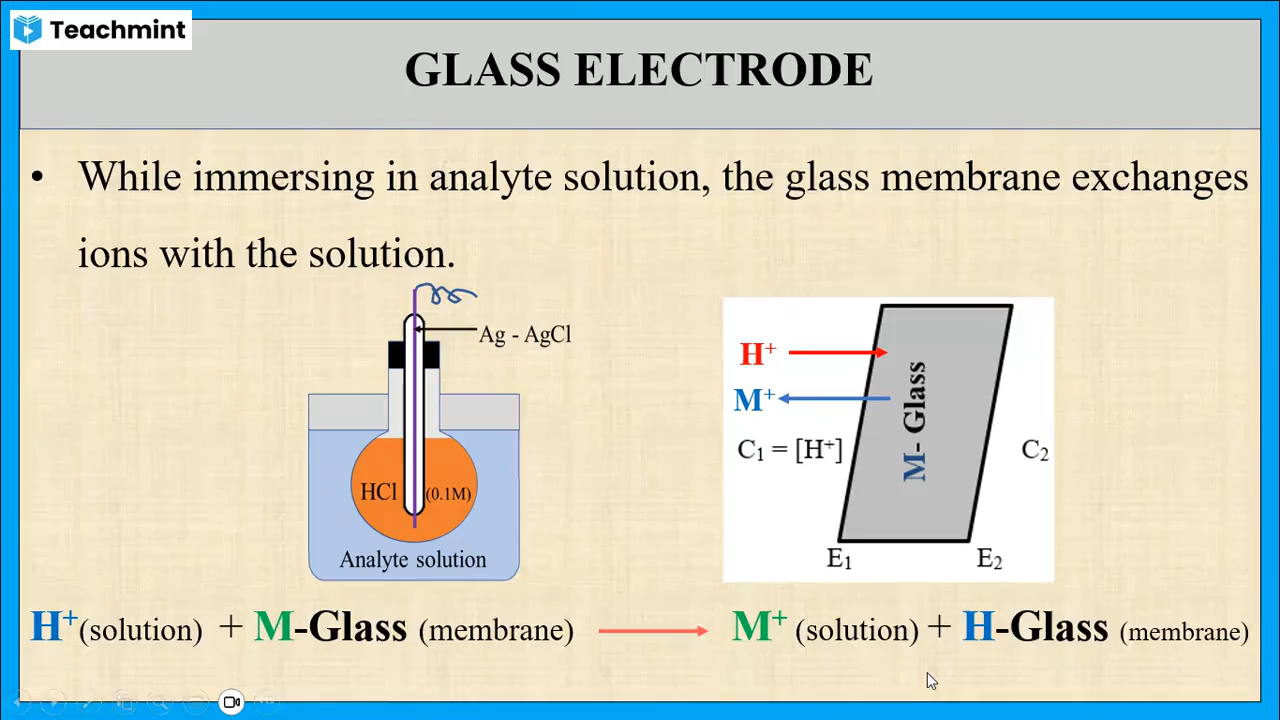 Teachmint
GLASS ELECTRODE
• While immersing in analyte solution, the glass membrane exchanges
ions with the solution.
Ag - AgCl
HCl (0.1M)
Analyte solution
H⁺
M⁺
M- Glass
C₁ = [H⁺]
C₂
E₁
E₂
H⁺(solution) + M-Glass (membrane) → M⁺ (solution) + H-Glass (membrane)